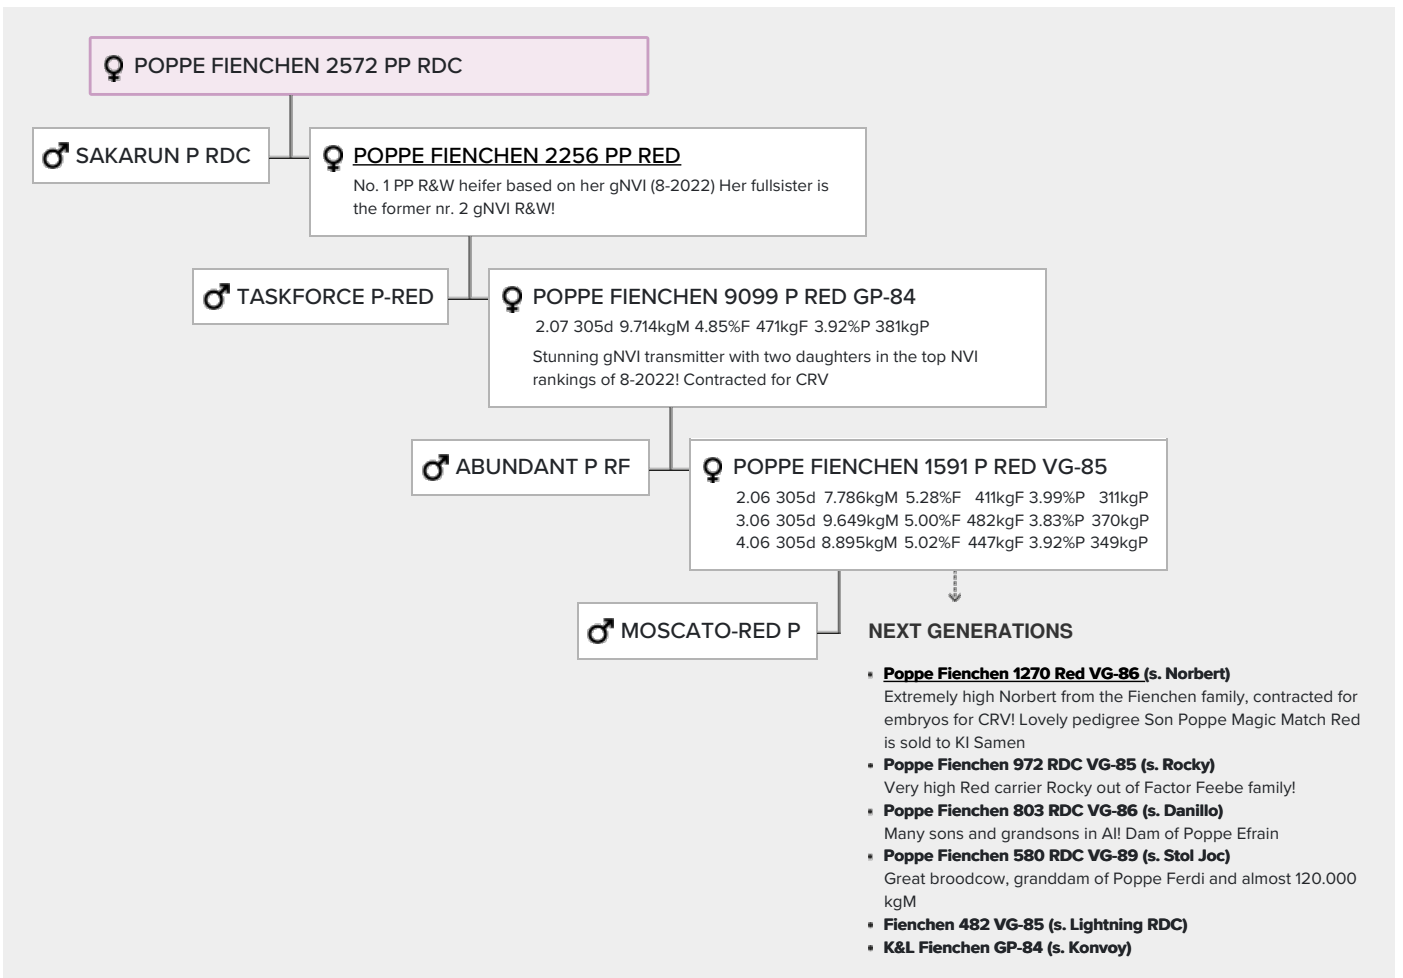 POPPE FIENCHEN 2572 PP RDC
SAKARUN P RDC
POPPE FIENCHEN 2256 PP RED
No. 1 PP R&W heifer based on her gNVI (8-2022) Her fullsister is
the former nr. 2 gNVI R&W!
TASKFORCE P-RED
POPPE FIENCHEN 9099 P RED GP-84
2.07 305d 9.714kgM 4.85%F 471kgF 3.92%P 381kgP
Stunning gNVI transmitter with two daughters in the top NVI
rankings of 8-2022! Contracted for CRV
ABUNDANT P RF
POPPE FIENCHEN 1591 P RED VG-85
2.06 305d 7.786kgM 5.28%F 411kgF 3.99%P 311kgP
3.06 305d 9.649kgM 5.00%F 482kgF 3.83%P 370kgP
4.06 305d 8.895kgM 5.02%F 447kgF 3.92%P 349kgP
MOSCATO-RED P
NEXT GENERATIONS
Poppe Fienchen 1270 Red VG-86 (s. Norbert)
Extremely high Norbert from the Fienchen family, contracted for
embryos for CRV! Lovely pedigree Son Poppe Magic Match Red
is sold to KI Samen
Poppe Fienchen 972 RDC VG-85 (s. Rocky)
Very high Red carrier Rocky out of Factor Feebe family!
Poppe Fienchen 803 RDC VG-86 (s. Danillo)
Many sons and grandsons in AI! Dam of Poppe Efrain
Poppe Fienchen 580 RDC VG-89 (s. Stol Joc)
Great broodcow, granddam of Poppe Ferdi and almost 120.000
kgM
Fienchen 482 VG-85 (s. Lightning RDC)
K&L Fienchen GP-84 (s. Konvoy)